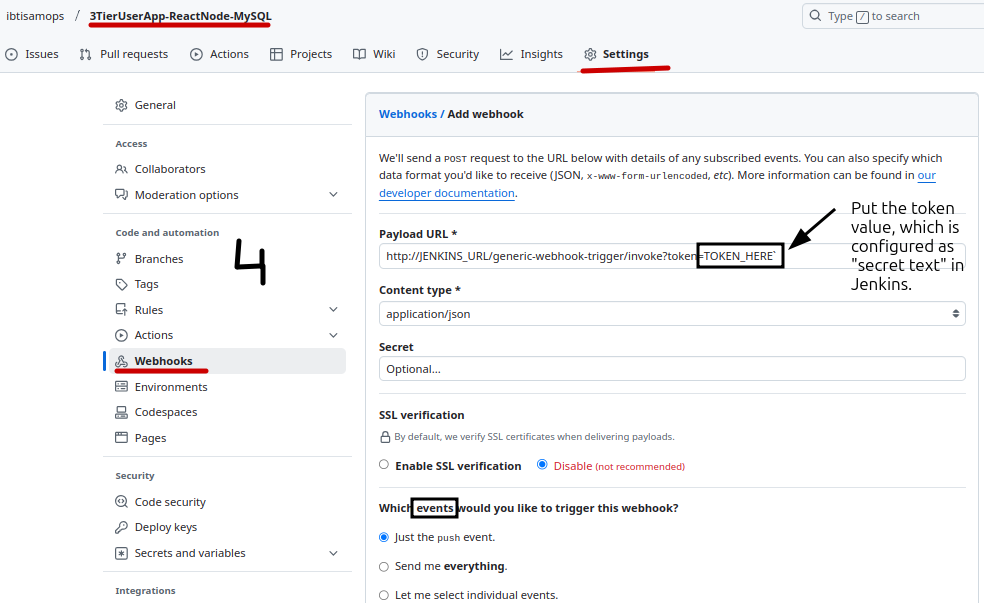 ibtisamops / 3TierUserApp-ReactNode-MySQL
Type / to search
Issues Pull requests Actions Projects Wiki Security Insights Settings
General
Access
Collaborators
Moderation options
Code and automation
4
Branches
Tags
Rules
Actions
Webhooks
Environments
Codespaces
Pages
Security
Code security
Deploy keys
Secrets and variables
Integrations
Webhooks / Add webhook
We'll send a POST request to the URL below with details of any subscribed events. You can also specify which
data format you'd like to receive (JSON, x-www-form-urlencoded, etc). More information can be found in our
developer documentation.
Payload URL *
http://JENKINS_URL/generic-webhook-trigger/invoke?token=TOKEN_HERE`
Put the token
value, which is
configured as
"secret text" in
Jenkins.
Content type *
application/json
Secret
Optional...
SSL verification
By default, we verify SSL certificates when delivering payloads.
Enable SSL verification Disable (not recommended)
Which events would you like to trigger this webhook?
Just the push event.
Send me everything.
Let me select individual events.